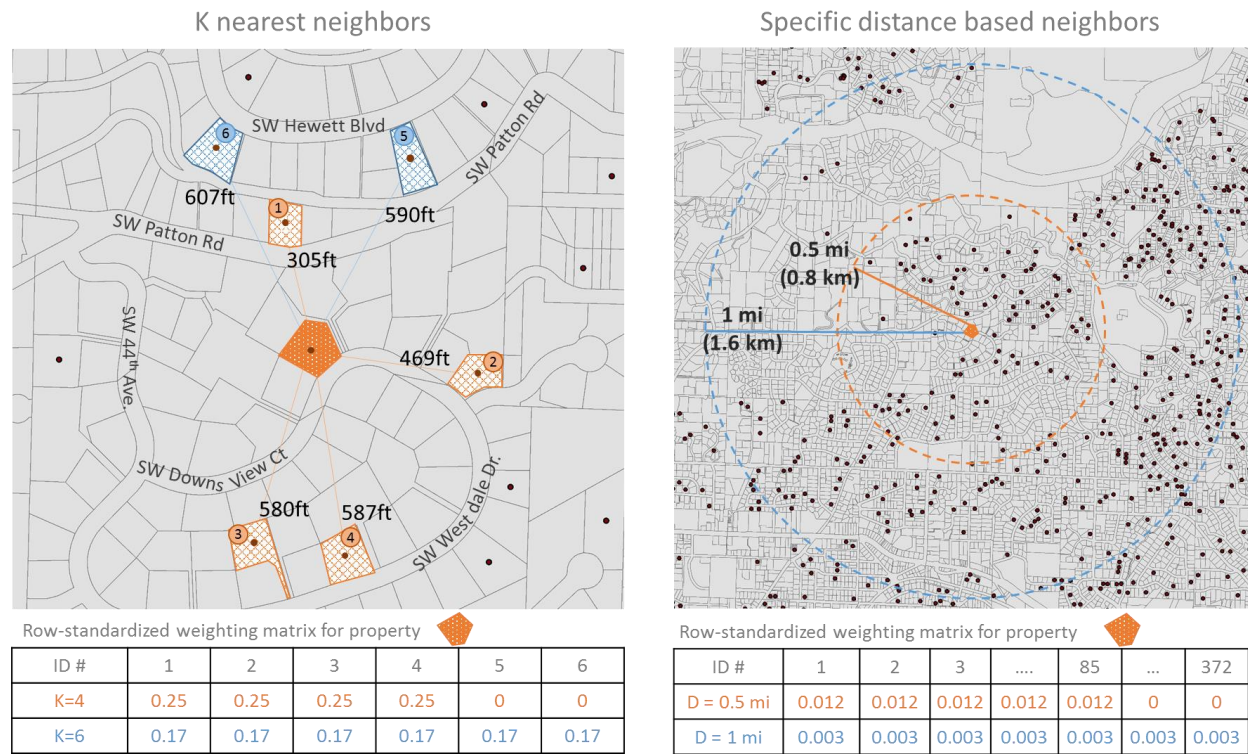 K nearest neighbors
SW Hewett Blvd
SW Patton Rd
6
5
607ft
1
590ft
SW Patton Rd
305ft
SW 44th Ave.
469ft
2
SW Downs View Ct
SW West dale Dr.
580ft
587ft
3
4
Row-standardized weighting matrix for property
ID # 1 2 3 4 5 6
K=4 0.25 0.25 0.25 0.25 0 0
K=6 0.17 0.17 0.17 0.17 0.17 0.17
Specific distance based neighbors
0.5 mi
(0.8 km)
1 mi
(1.6 km)
Row-standardized weighting matrix for property
ID # 1 2 3 .... 85 ... 372
D = 0.5 mi 0.012 0.012 0.012 0.012 0.012 0 0
D = 1 mi 0.003 0.003 0.003 0.003 0.003 0.003 0.003